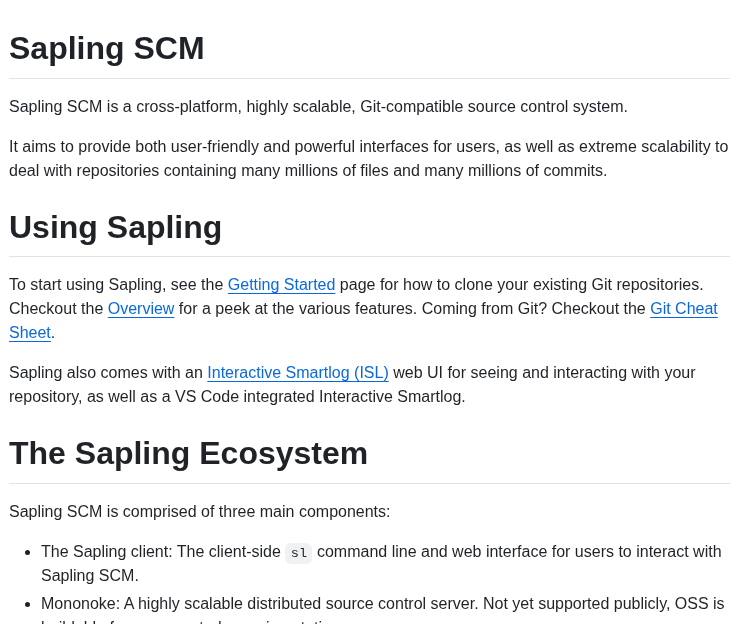 Sapling SCM
Sapling SCM is a cross-platform, highly scalable, Git-compatible source control system.
It aims to provide both user-friendly and powerful interfaces for users, as well as extreme scalability to
deal with repositories containing many millions of files and many millions of commits.
Using Sapling
To start using Sapling, see the Getting Started page for how to clone your existing Git repositories.
Checkout the Overview for a peek at the various features. Coming from Git? Checkout the Git Cheat
Sheet.
Sapling also comes with an Interactive Smartlog (ISL) web UI for seeing and interacting with your
repository, as well as a VS Code integrated Interactive Smartlog.
The Sapling Ecosystem
Sapling SCM is comprised of three main components:
• The Sapling client: The client-side sl command line and web interface for users to interact with
Sapling SCM.
• Mononoke: A highly scalable distributed source control server. Not yet supported publicly, OSS is